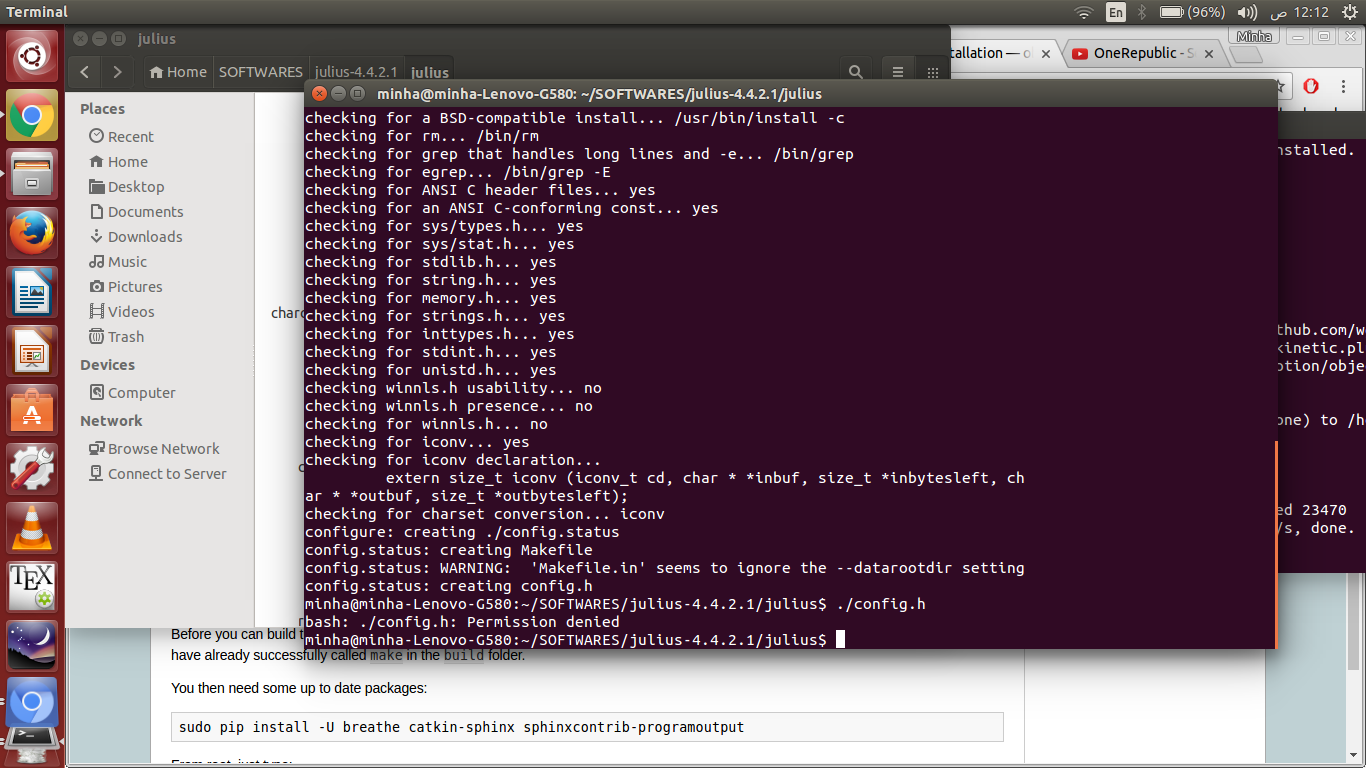 Terminal
En
(96%)
12:12 ص
julius
Home
SOFTWARES
julius-4.4.2.1
julius
Places
Recent
Home
Desktop
Documents
Downloads
Music
Pictures
Videos
Trash
Devices
Computer
Network
Browse Network
Connect to Server
OneRepublic - S
Minha
minha@minha-Lenovo-G580: ~/SOFTWARES/julius-4.4.2.1/julius
checking for a BSD-compatible install... /usr/bin/install -c
checking for rm... /bin/rm
checking for grep that handles long lines and -e... /bin/grep
checking for egrep... /bin/grep -E
checking for ANSI C header files... yes
checking for an ANSI C-conforming const... yes
checking for sys/types.h... yes
checking for sys/stat.h... yes
checking for stdlib.h... yes
checking for string.h... yes
checking for memory.h... yes
checking for strings.h... yes
checking for inttypes.h... yes
checking for stdint.h... yes
checking for unistd.h... yes
checking winnls.h usability... no
checking winnls.h presence... no
checking for winnls.h... no
checking for iconv... yes
checking for iconv declaration...
extern size_t iconv (iconv_t cd, char * *inbuf, size_t *inbytesleft, ch
ar * *outbuf, size_t *outbytesleft);
checking for charset conversion... iconv
configure: creating ./config.status
config.status: creating Makefile
config.status: WARNING:  'Makefile.in' seems to ignore the --datarootdir setting
config.status: creating config.h
minha@minha-Lenovo-G580:~/SOFTWARES/julius-4.4.2.1/julius$ ./config.h
bash: ./config.h: Permission denied
minha@minha-Lenovo-G580:~/SOFTWARES/julius-4.4.2.1/julius$
nstalled.
thub.com/w
kinetic.pl
ption/obje
one) to /h
ed 23470
/s, done.
Before you can build t
have already successfully called make in the build folder.
You then need some up to date packages:
sudo pip install -U breathe catkin-sphinx sphinxcontrib-programoutput